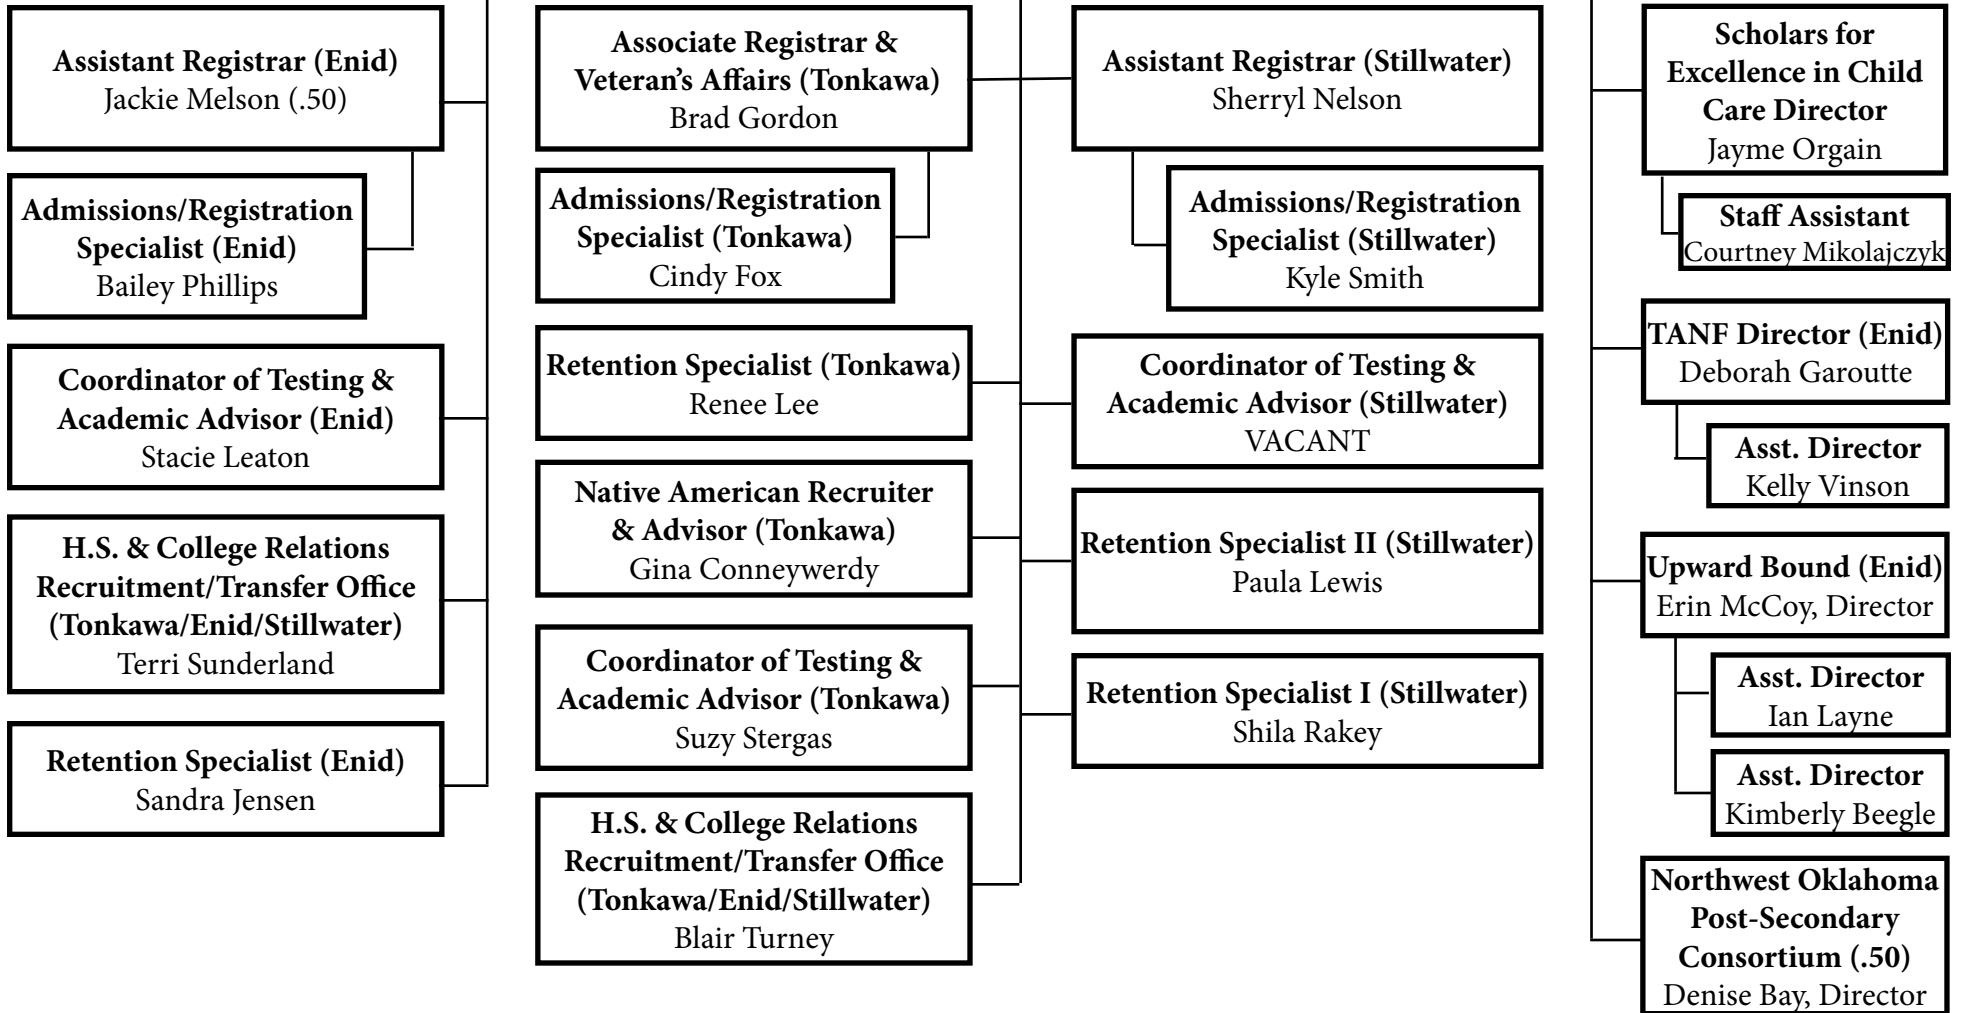 Assistant Registrar (Enid)
Jackie Melson (.50)
Admissions/Registration
Specialist (Enid)
Bailey Phillips
Coordinator of Testing &
Academic Advisor (Enid)
Stacie Leaton
H.S. & College Relations
Recruitment/Transfer Office
(Tonkawa/Enid/Stillwater)
Terri Sunderland
Retention Specialist (Enid)
Sandra Jensen
Associate Registrar &
Veteran’s Affairs (Tonkawa)
Brad Gordon
Admissions/Registration
Specialist (Tonkawa)
Cindy Fox
Retention Specialist (Tonkawa)
Renee Lee
Native American Recruiter
& Advisor (Tonkawa)
Gina Conneywerdy
Coordinator of Testing &
Academic Advisor (Tonkawa)
Suzy Stergas
H.S. & College Relations
Recruitment/Transfer Office
(Tonkawa/Enid/Stillwater)
Blair Turney
Assistant Registrar (Stillwater)
Sherryl Nelson
Admissions/Registration
Specialist (Stillwater)
Kyle Smith
Coordinator of Testing &
Academic Advisor (Stillwater)
VACANT
Retention Specialist II (Stillwater)
Paula Lewis
Retention Specialist I (Stillwater)
Shila Rakey
Scholars for
Excellence in Child
Care Director
Jayme Orgain
Staff Assistant
Courtney Mikolajczyk
TANF Director (Enid)
Deborah Garoutte
Asst. Director
Kelly Vinson
Upward Bound (Enid)
Erin McCoy, Director
Asst. Director
Ian Layne
Asst. Director
Kimberly Beegle
Northwest Oklahoma
Post-Secondary
Consortium (.50)
Denise Bay, Director